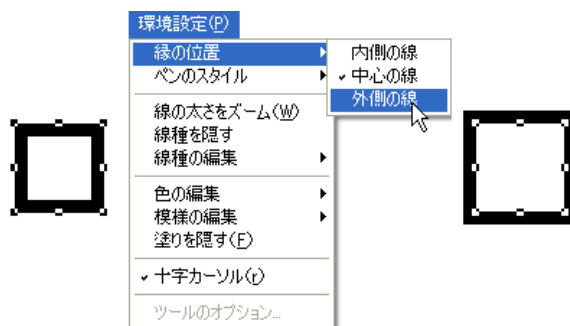 環境設定(P)
縁の位置
ペンのスタイル
線の太さをズーム(W)
線種を隠す
線種の編集
色の編集
模様の編集
塗りを隠す(F)
十字カーソル(r)
ツールのオプション...
内側の線
中心の線
外側の線